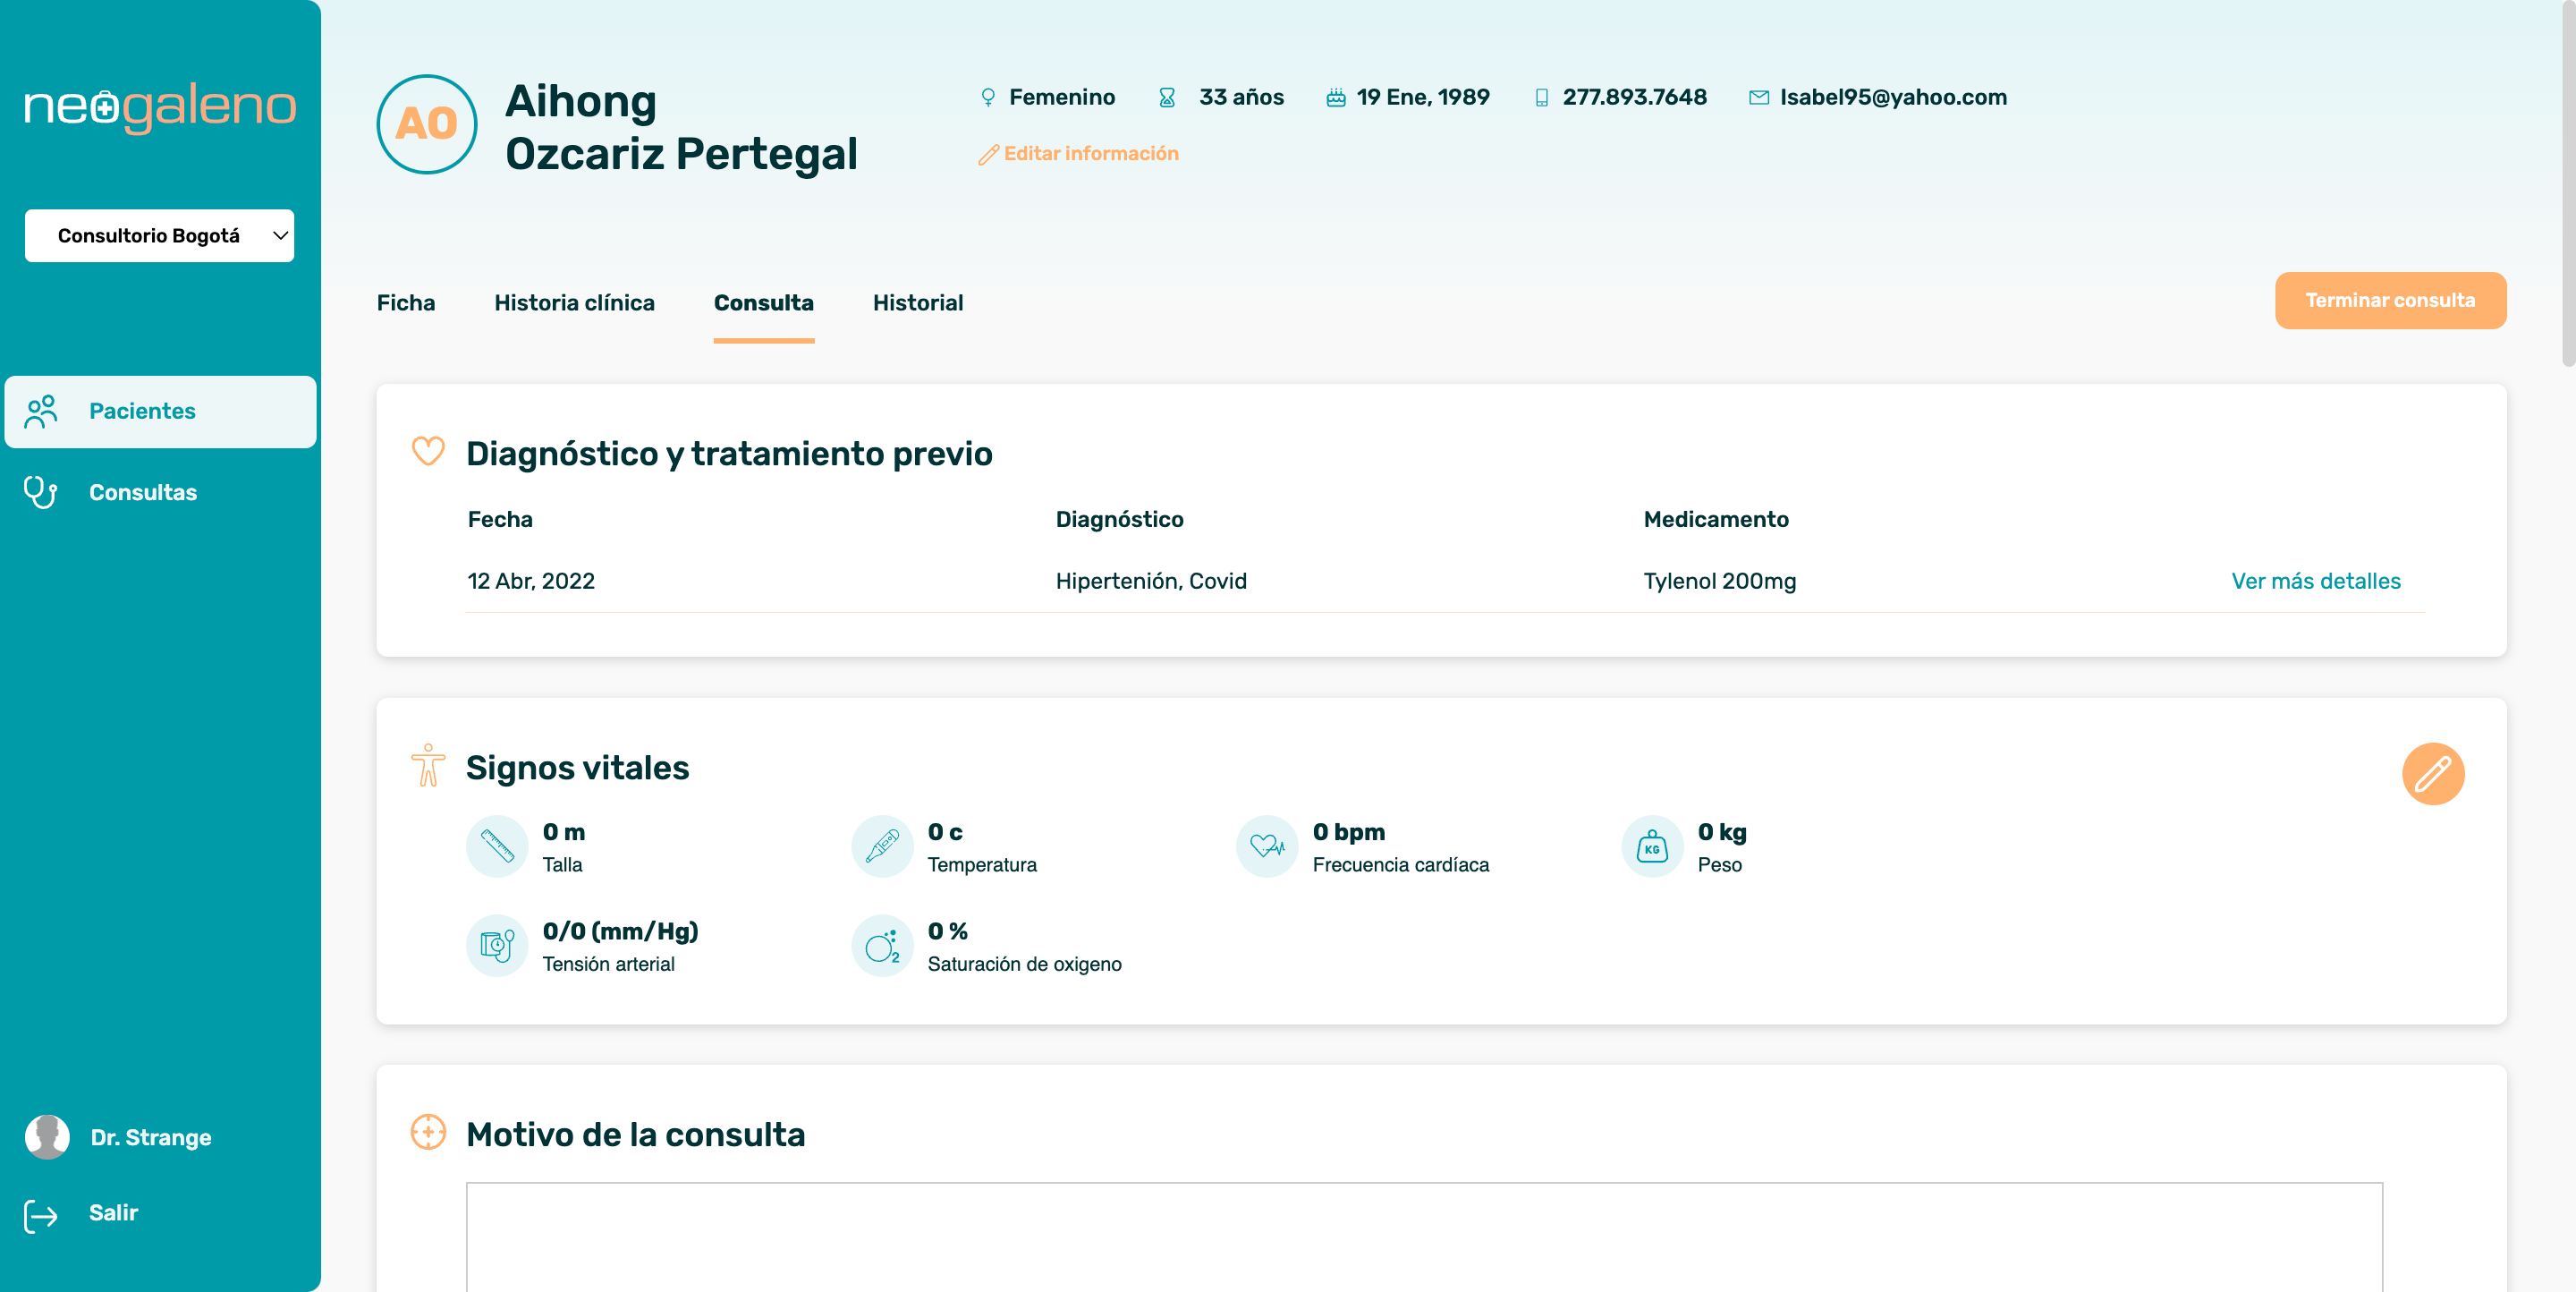 neogaleno
Consultorio Bogotá
Pacientes
Consultas
Dr. Strange
Salir
AO
Aihong
Ozcariz Pertegal
Femenino
33 años
19 Ene, 1989
277.893.7648
Isabel95@yahoo.com
Editar información
Ficha
Historia clínica
Consulta
Historial
Terminar consulta
Diagnóstico y tratamiento previo
Fecha Diagnóstico Medicamento
12 Abr, 2022 Hipertenión, Covid Tylenol 200mg Ver más detalles
Signos vitales
0 m
Talla
0 c
Temperatura
0 bpm
Frecuencia cardíaca
KG
0 kg
Peso
0/0 (mm/Hg)
Tensión arterial
2
0 %
Saturación de oxigeno
Motivo de la consulta